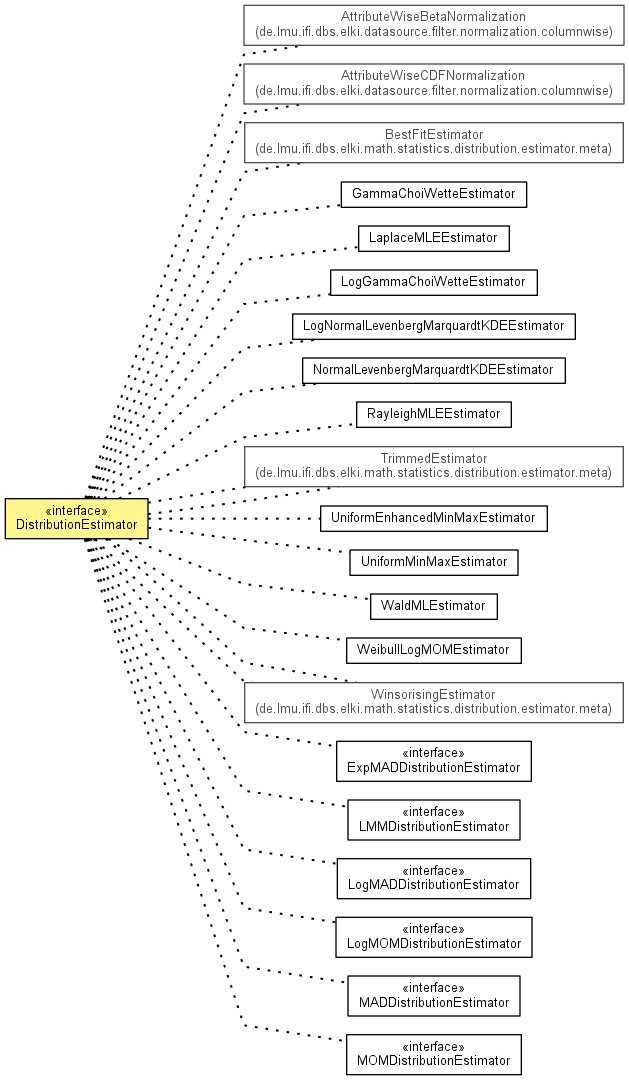 AttributeWiseBetaNormalization
(de.lmu.ifi.dbs.elki.datasource.filter.normalization.columnwise)
AttributeWiseCDFNormalization
(de.lmu.ifi.dbs.elki.datasource.filter.normalization.columnwise)
BestFitEstimator
(de.lmu.ifi.dbs.elki.math.statistics.distribution.estimator.meta)
GammaChoiWetteEstimator
LaplaceMLEEstimator
LogGammaChoiWetteEstimator
LogNormalLevenbergMarquardtKDEEstimator
NormalLevenbergMarquardtKDEEstimator
RayleighMLEEstimator
TrimmedEstimator
(de.lmu.ifi.dbs.elki.math.statistics.distribution.estimator.meta)
«interface»
DistributionEstimator
UniformEnhancedMinMaxEstimator
UniformMinMaxEstimator
WaldMLEstimator
WeibullLogMOMEstimator
WinsorisingEstimator
(de.lmu.ifi.dbs.elki.math.statistics.distribution.estimator.meta)
«interface»
ExpMADDistributionEstimator
«interface»
LMMDistributionEstimator
«interface»
LogMADDistributionEstimator
«interface»
LogMOMDistributionEstimator
«interface»
MADDistributionEstimator
«interface»
MOMDistributionEstimator